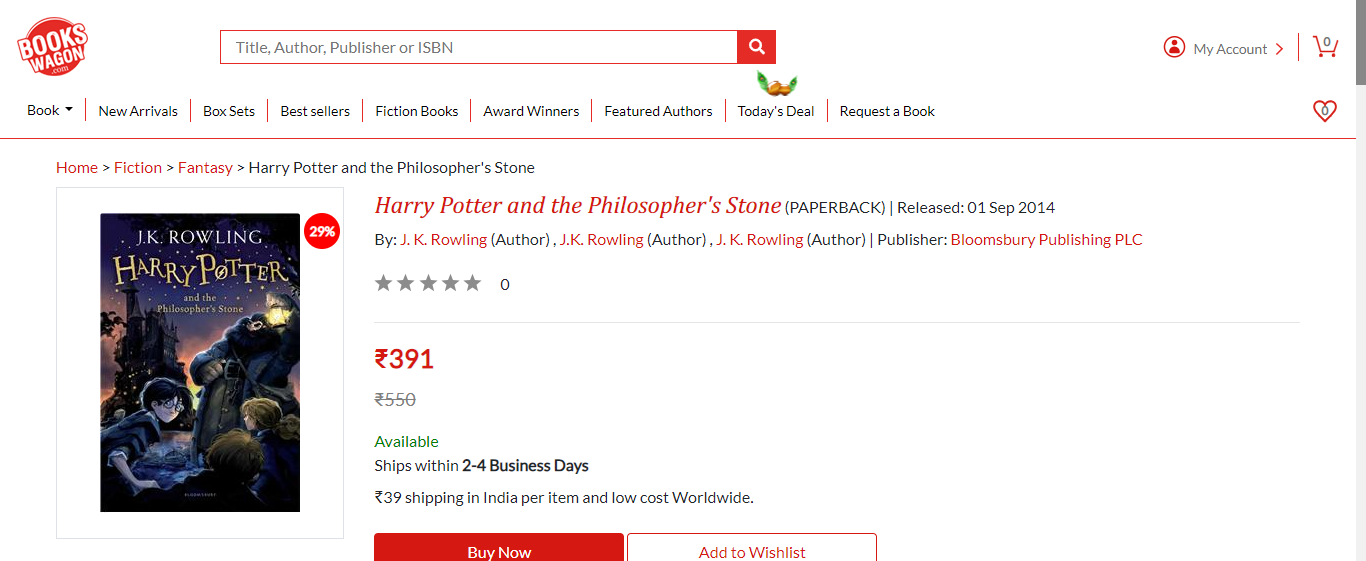 BOOKS
WAGON
.com
Title, Author, Publisher or ISBN
My Account
0
Book
New Arrivals
Box Sets
Best sellers
Fiction Books
Award Winners
Featured Authors
Today's Deal
Request a Book
0
Home > Fiction > Fantasy > Harry Potter and the Philosopher's Stone
29%
J.K. ROWLING
HARRY POTTER
and the
Philosopher's Stone
BLOOMSBURY
Harry Potter and the Philosopher's Stone (PAPERBACK) | Released: 01 Sep 2014
By: J. K. Rowling (Author) , J.K. Rowling (Author) , J. K. Rowling (Author) | Publisher: Bloomsbury Publishing PLC
0
₹391
₹550
Available
Ships within 2-4 Business Days
₹39 shipping in India per item and low cost Worldwide.
Buy Now
Add to Wishlist